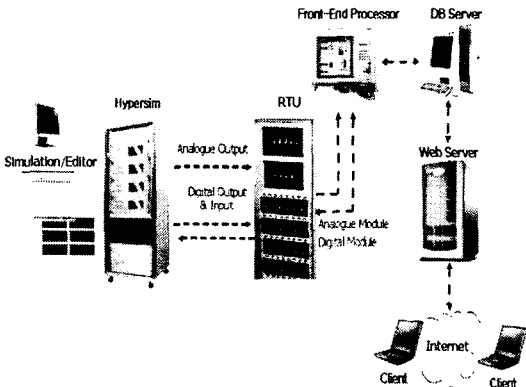 Front-End Processor
DB Server
Hypersim
RTU
Simulation/Editor
Analogue Output
Web Server
Digital Output
& Input
Analogue Module
Digital Module
Internet
Client
Client